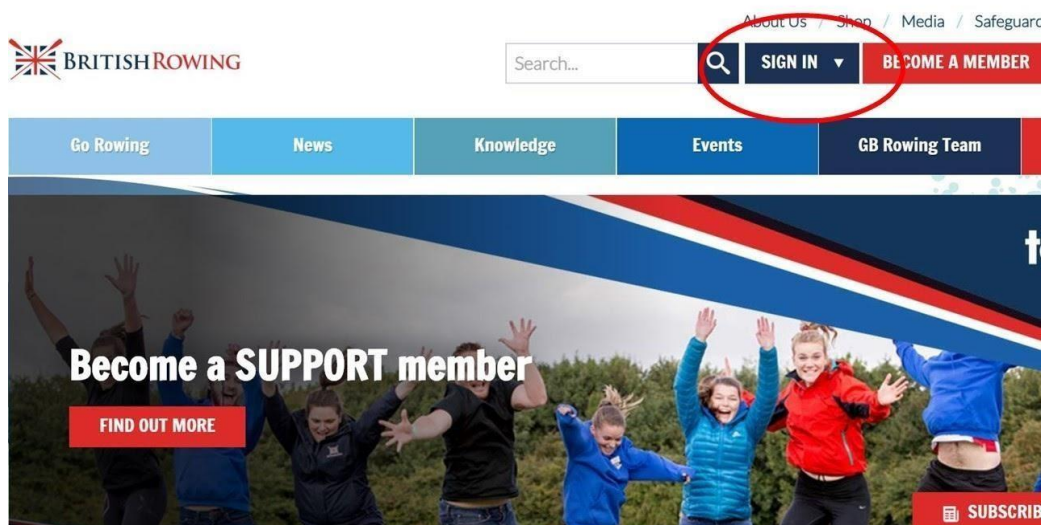 About Us / Shop / Media / Safeguard
BRITISH ROWING
Search...
SIGN IN ▼
BECOME A MEMBER
Go Rowing
News
Knowledge
Events
GB Rowing Team
Become a SUPPORT member
FIND OUT MORE
SUBSCRIB